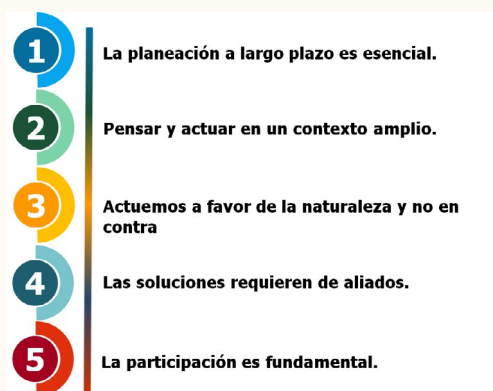 1
La planeación a largo plazo es esencial.
2
Pensar y actuar en un contexto amplio.
3
Actuemos a favor de la naturaleza y no en
contra
4
Las soluciones requieren de aliados.
5
La participación es fundamental.